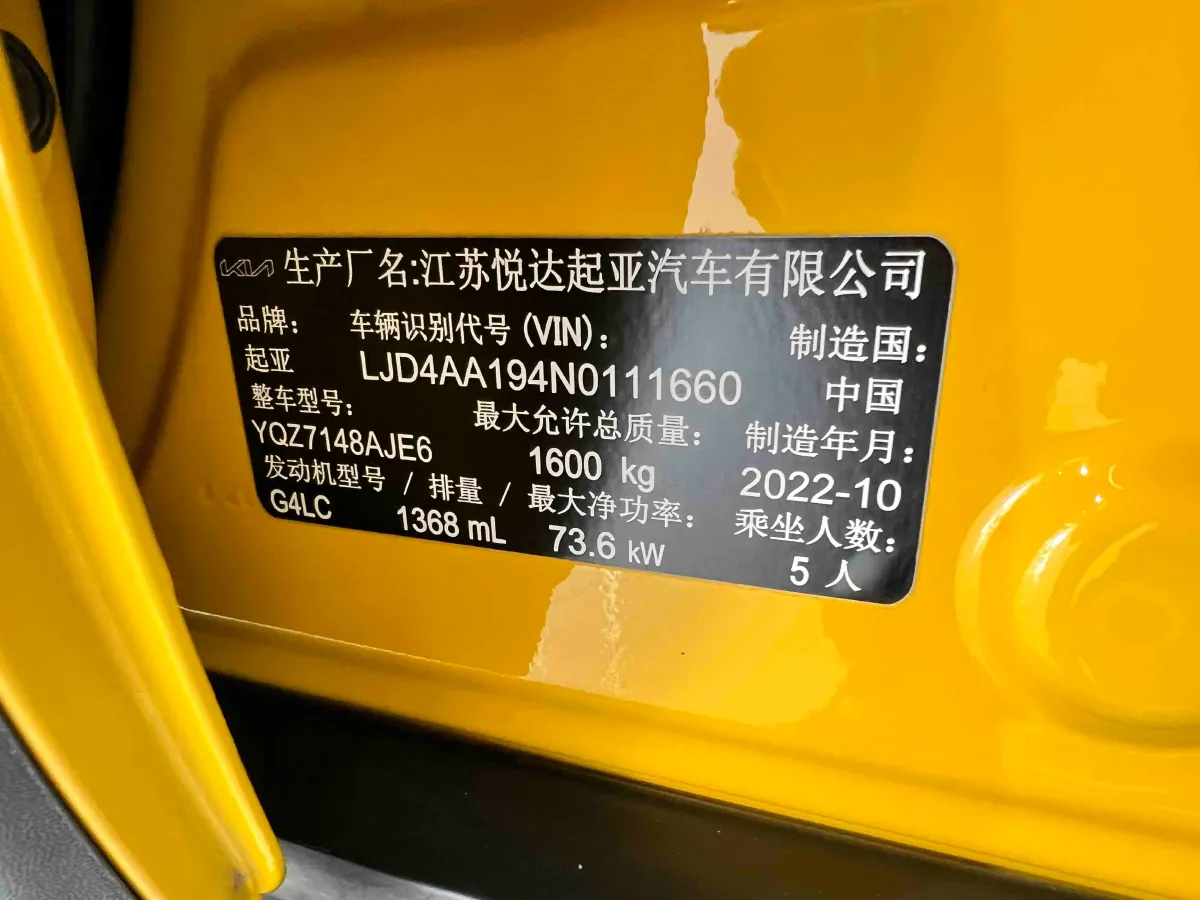 KIA 生产厂名:江苏悦达起亚汽车有限公司
品牌: 车辆识别代号 (VIN): 制造国:
起亚 LJD4AA194N0111660 中国
整车型号: 最大允许总质量: 制造年月:
YQZ7148AJE6 1600 kg 2022-10
发动机型号 / 排量 / 最大净功率: 乘坐人数:
G4LC 1368 mL 73.6 kW 5 人